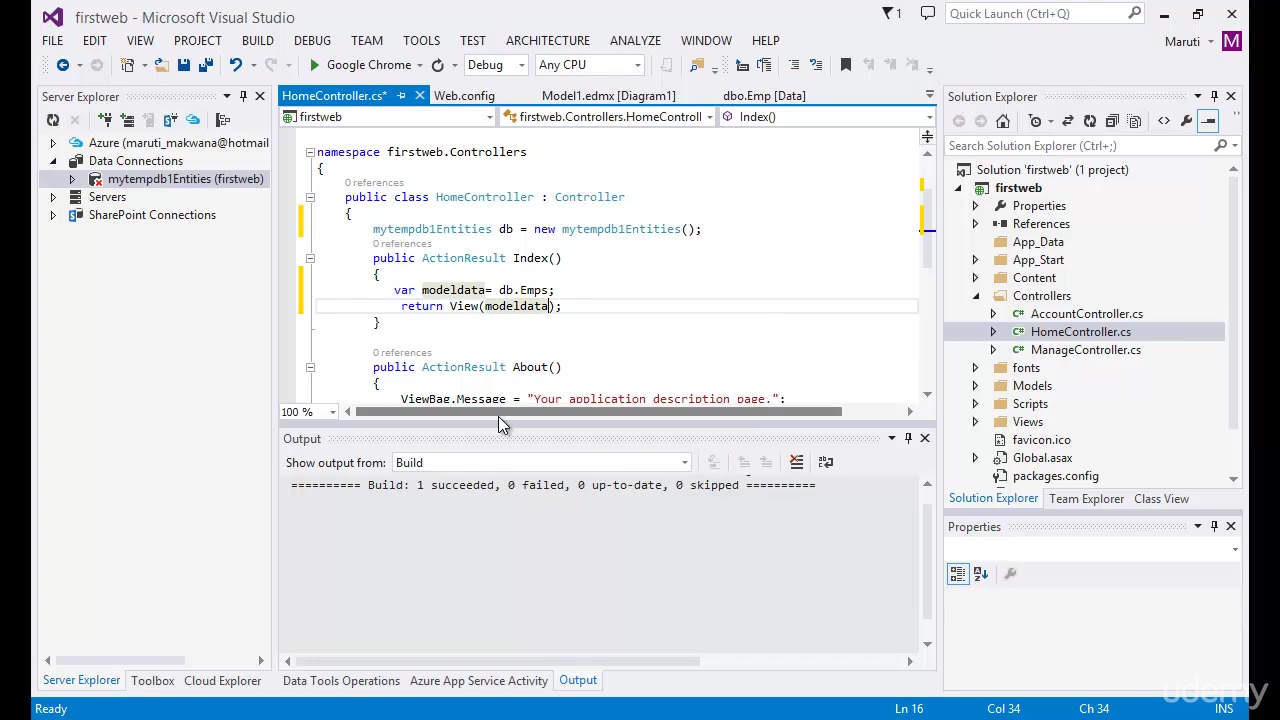 firstweb - Microsoft Visual Studio
1
Quick Launch (Ctrl+Q)
FILE EDIT VIEW PROJECT BUILD DEBUG TEAM TOOLS TEST ARCHITECTURE ANALYZE WINDOW HELP
Maruti
M
Google Chrome
Debug
Any CPU
Server Explorer
Azure (maruti_makwana@hotmail
Data Connections
mytempdb1Entities (firstweb)
Servers
SharePoint Connections
Server Explorer Toolbox Cloud Explorer
HomeController.cs* Web.config Model1.edmx [Diagram1] dbo.Emp [Data]
firstweb firstweb.Controllers.HomeControll Index()
namespace firstweb.Controllers
{
0 references
public class HomeController : Controller
{
mytempdb1Entities db = new mytempdb1Entities();
0 references
public ActionResult Index()
{
var modeldata= db.Emps;
return View(modeldata);
}
0 references
public ActionResult About()
{
ViewBag.Message = "Your application description page.";
100 %
Output
Show output from: Build
========== Build: 1 succeeded, 0 failed, 0 up-to-date, 0 skipped ==========
Data Tools Operations Azure App Service Activity Output
Solution Explorer
Search Solution Explorer (Ctrl+;)
Solution 'firstweb' (1 project)
firstweb
Properties
References
App_Data
App_Start
Content
Controllers
AccountController.cs
HomeController.cs
ManageController.cs
fonts
Models
Scripts
Views
favicon.ico
Global.asax
packages.config
Solution Explorer Team Explorer Class View
Properties
udemy
Ready
Ln 16 Col 34 Ch 34 INS